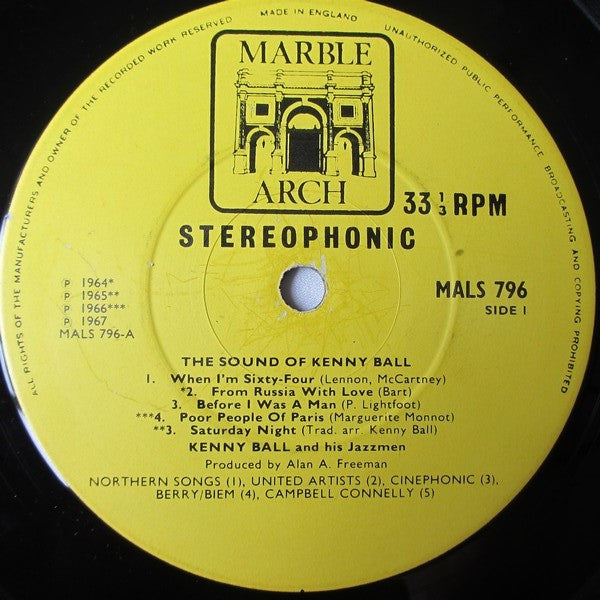 ALL RIGHTS OF THE MANUFACTURERS AND OWNER OF THE RECORDED WORK RESERVED
MADE IN ENGLAND
UNAUTHORIZED PUBLIC PERFORMANCE, BROADCASTING AND COPYING PROHIBITED
MARBLE
ARCH
33 1/3 RPM
STEREOPHONIC
℗ 1964*
℗ 1965**
℗ 1966***
℗ 1967
MALS 796-A
MALS 796
SIDE 1
THE SOUND OF KENNY BALL
1. When I'm Sixty-Four (Lennon, McCartney)
*2. From Russia With Love (Bart)
3. Before I Was A Man (P. Lightfoot)
***4. Poor People Of Paris (Marguerite Monnot)
**3. Saturday Night (Trad. arr. Kenny Ball)
KENNY BALL and his Jazzmen
Produced by Alan A. Freeman
NORTHERN SONGS (1), UNITED ARTISTS (2), CINEPHONIC (3),
BERRY/BIEM (4), CAMPBELL CONNELLY (5)